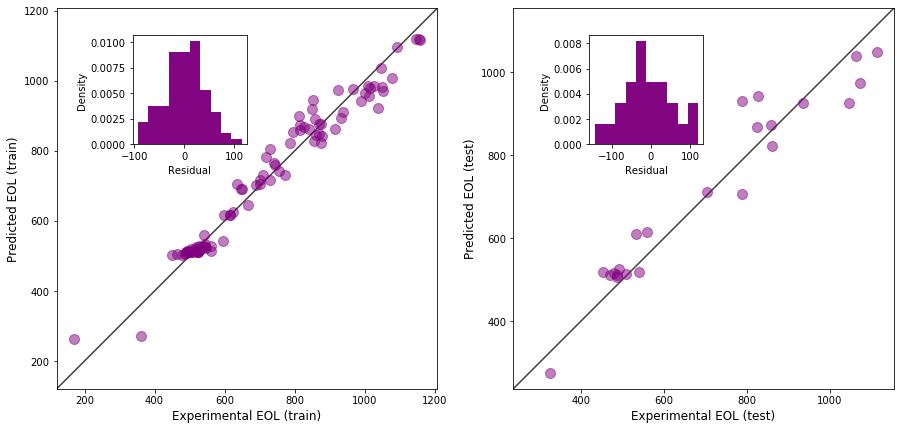 1200
1000
800
600
400
200
200 400 600 800 1000 1200
Predicted EOL (train)
Experimental EOL (train)
0.0100
0.0075
0.0050
0.0025
0.0000
−100 0 100
Density
Residual
1000
800
600
400
400 600 800 1000
Predicted EOL (test)
Experimental EOL (test)
0.008
0.006
0.004
0.002
0.000
−100 0 100
Density
Residual